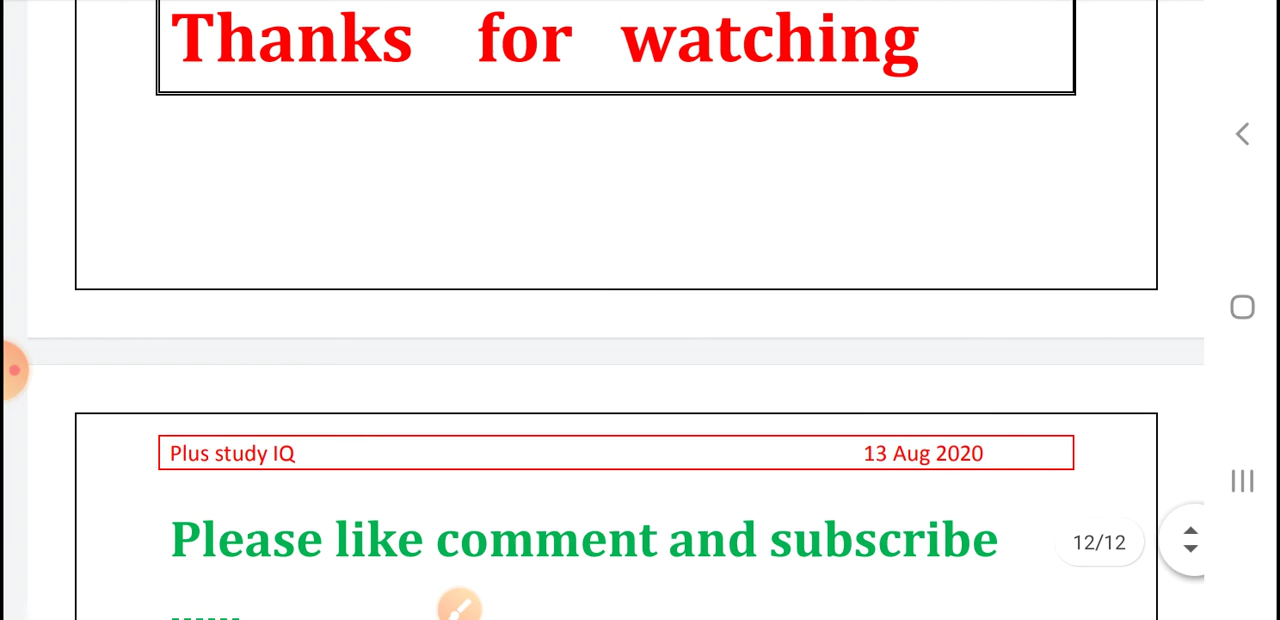 Thanks for watching
Plus study IQ 13 Aug 2020
Please like comment and subscribe
12/12